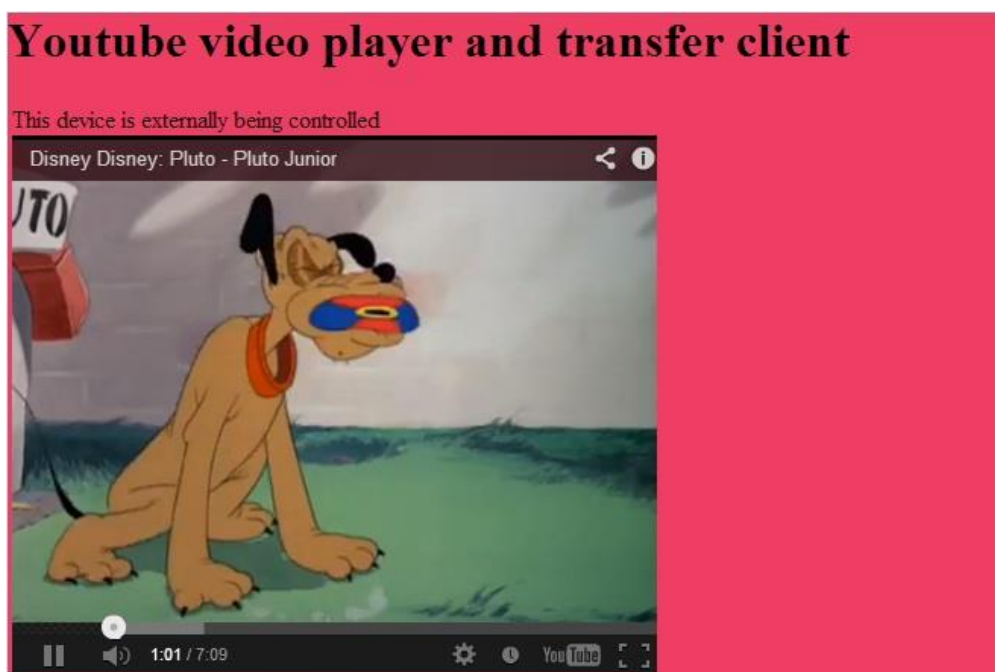 Youtube video player and transfer client
This device is externally being controlled
Disney Disney: Pluto - Pluto Junior
UTO
1:01 / 7:09
YouTube